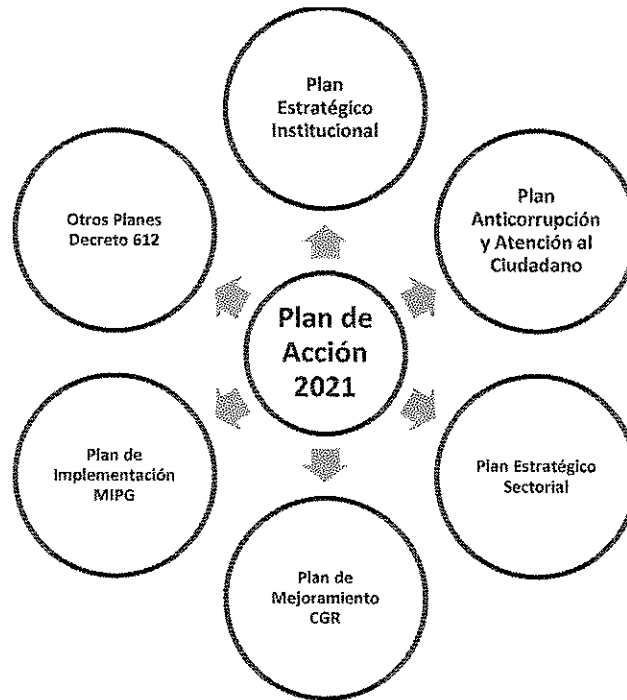 Plan
Estratégico
Institucional
Otros Planes
Decreto 612
Plan
Anticorrupción
y Atención al
Ciudadano
Plan de
Acción
2021
Plan de
Implementación
MIPG
Plan Estratégico
Sectorial
Plan de
Mejoramiento
CGR